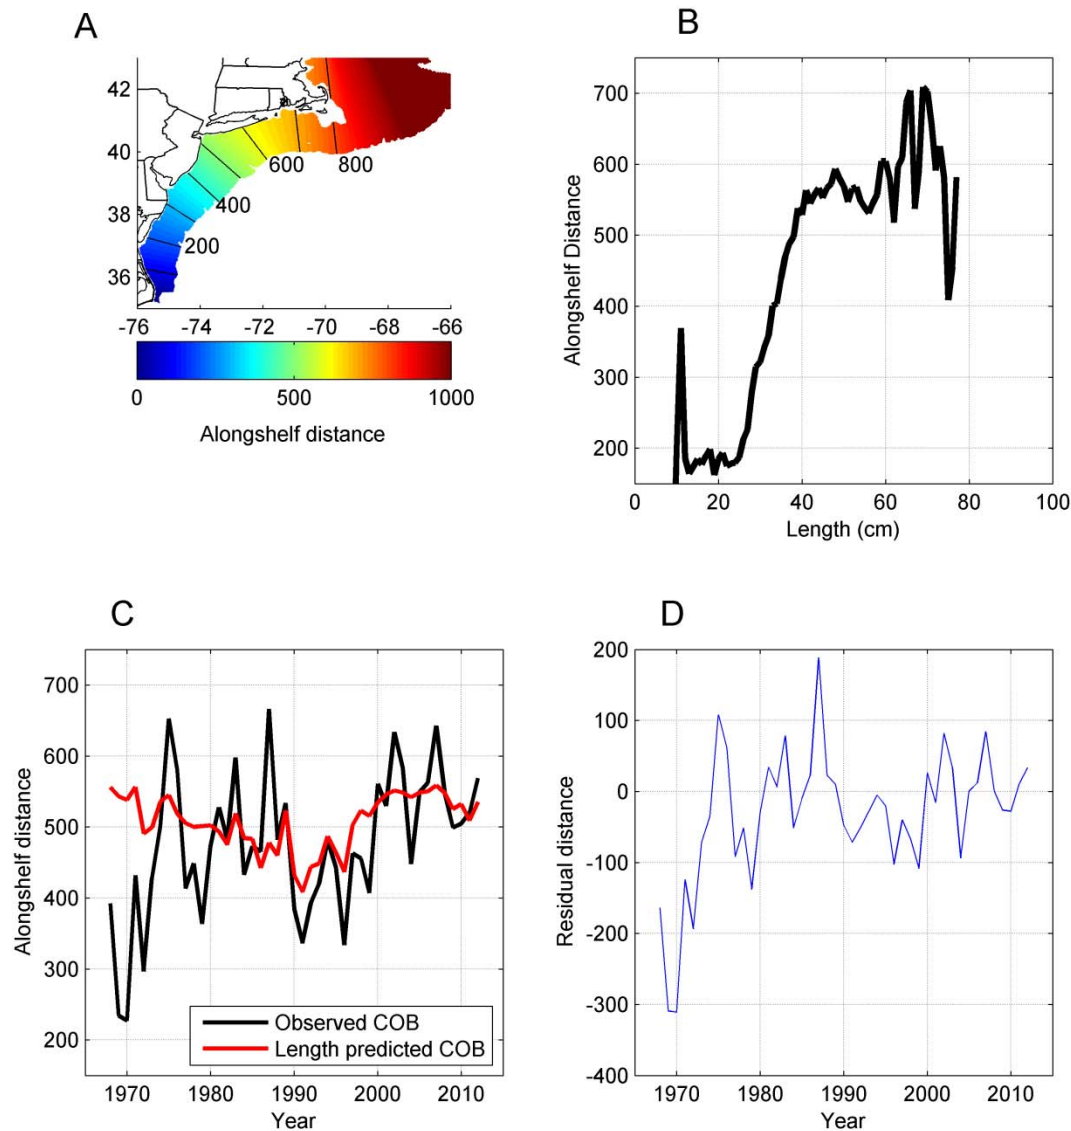 A
42
40
38
36
600
800
400
200
-76 -74 -72 -70 -68 -66
0 500 1000
Alongshelf distance
B
Alongshelf Distance
700
600
500
400
300
200
0 20 40 60 80 100
Length (cm)
C
Alongshelf distance
700
600
500
400
300
200
Observed COB
Length predicted COB
1970 1980 1990 2000 2010
Year
D
Residual distance
200
100
0
-100
-200
-300
-400
1970 1980 1990 2000 2010
Year